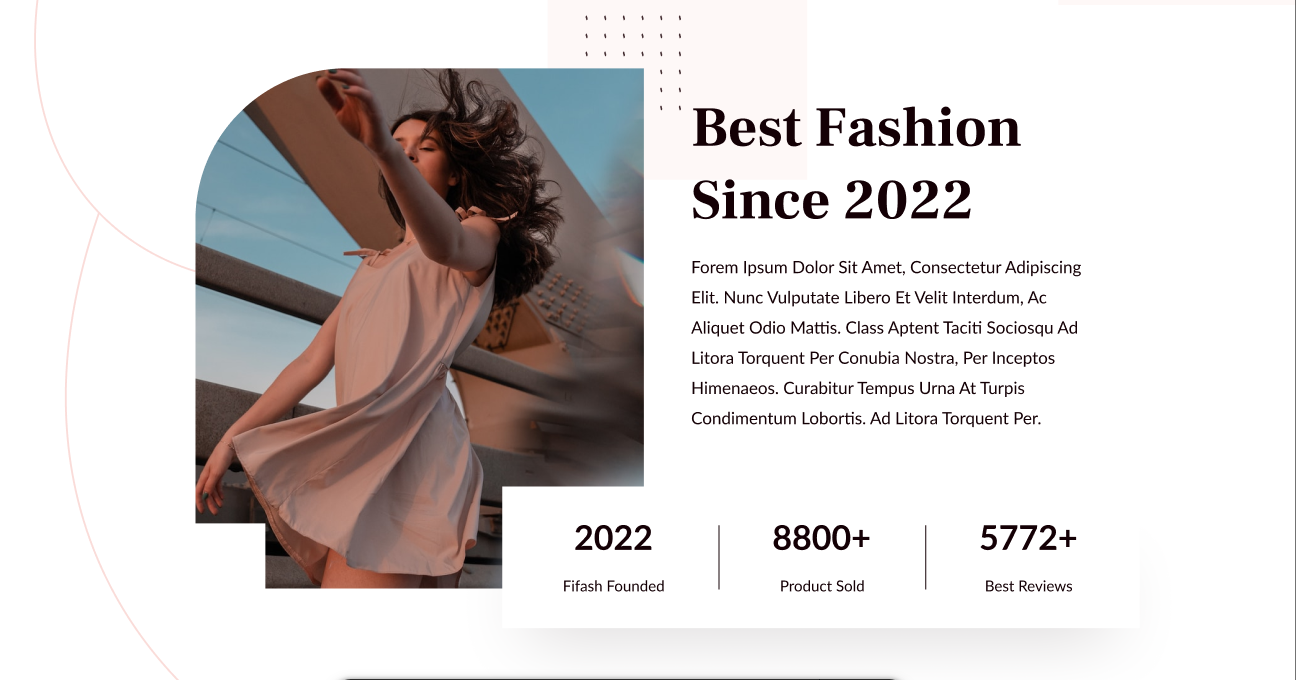 Best Fashion
Since 2022
Forem Ipsum Dolor Sit Amet, Consectetur Adipiscing
Elit. Nunc Vulputate Libero Et Velit Interdum, Ac
Aliquet Odio Mattis. Class Aptent Taciti Sociosqu Ad
Litora Torquent Per Conubia Nostra, Per Inceptos
Himenaeos. Curabitur Tempus Urna At Turpis
Condimentum Lobortis. Ad Litora Torquent Per.
2022
Fifash Founded
8800+
Product Sold
5772+
Best Reviews